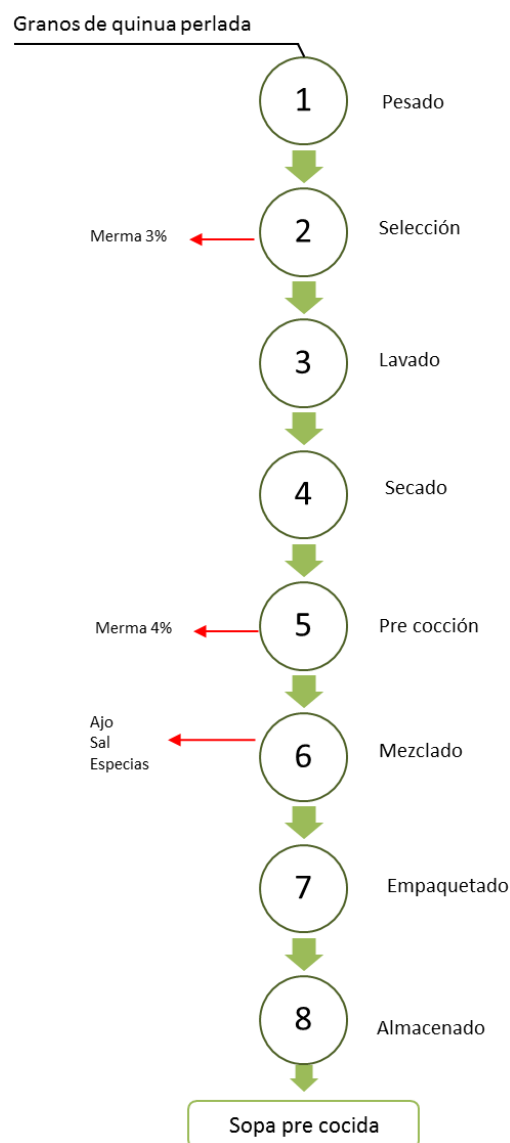 Granos de quinua perlada
1
Pesado
Merma 3%
2
Selección
3
Lavado
4
Secado
Merma 4%
5
Pre cocción
Ajo
Sal
Especias
6
Mezclado
7
Empaquetado
8
Almacenado
Sopa pre cocida